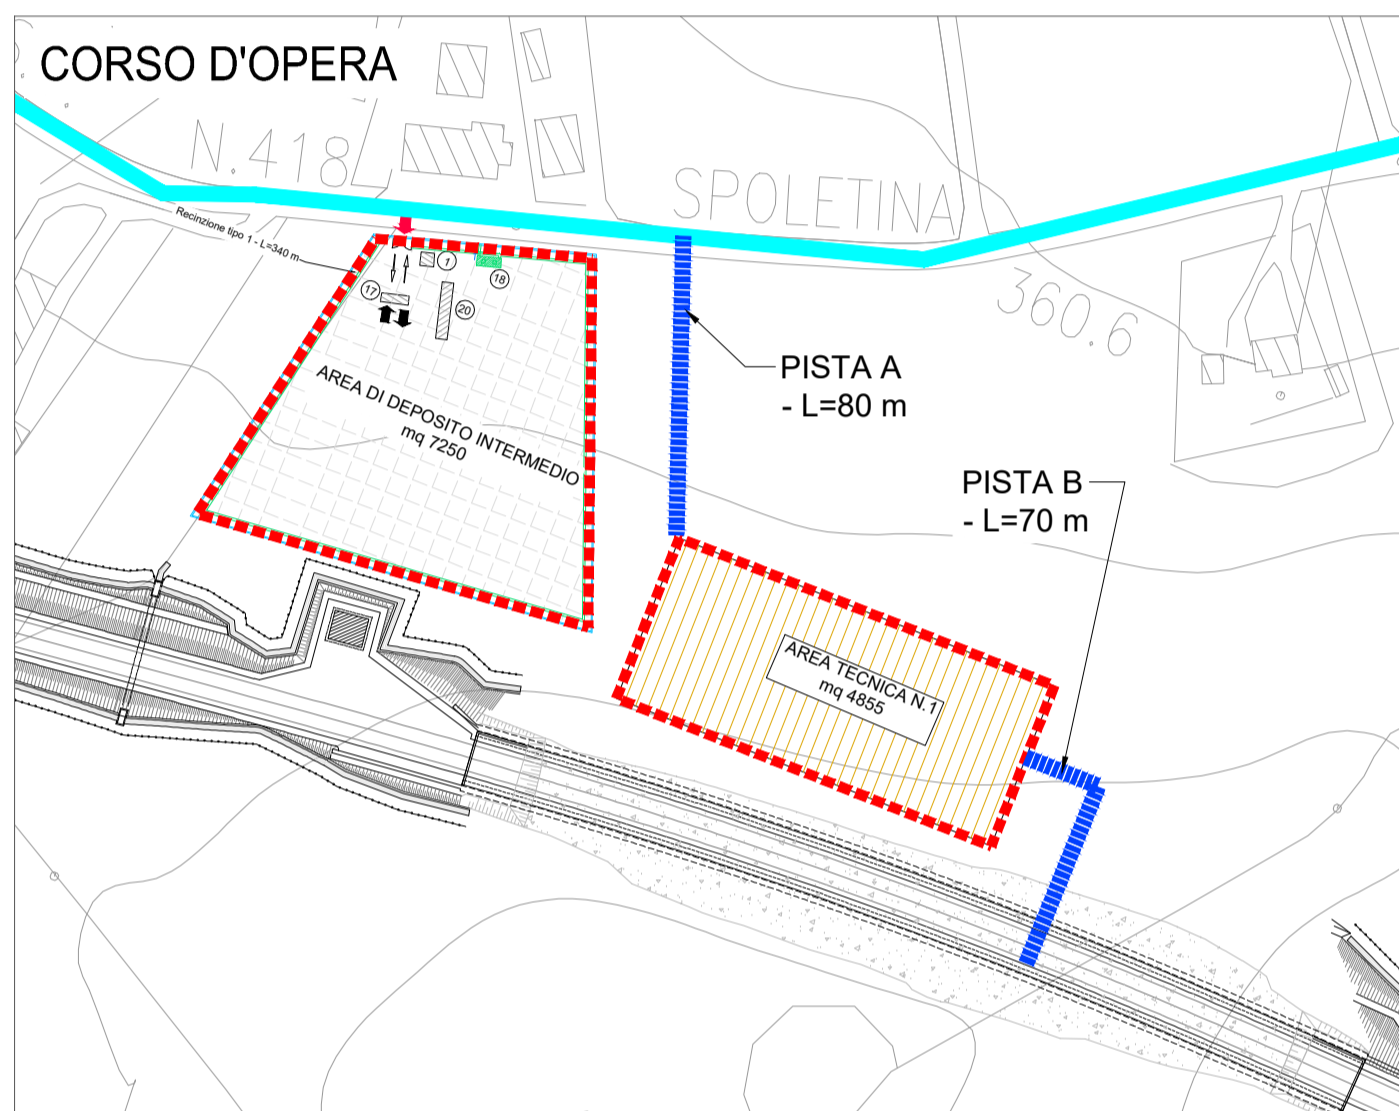 CORSO D'OPERA
N.418
SPOLETINA
Recinzione tipo 1 - L=340 m
1
18
17
20
360.6
PISTA A
- L=80 m
AREA DI DEPOSITO INTERMEDIO
mq 7250
PISTA B
- L=70 m
AREA TECNICA N.1
mq 4855